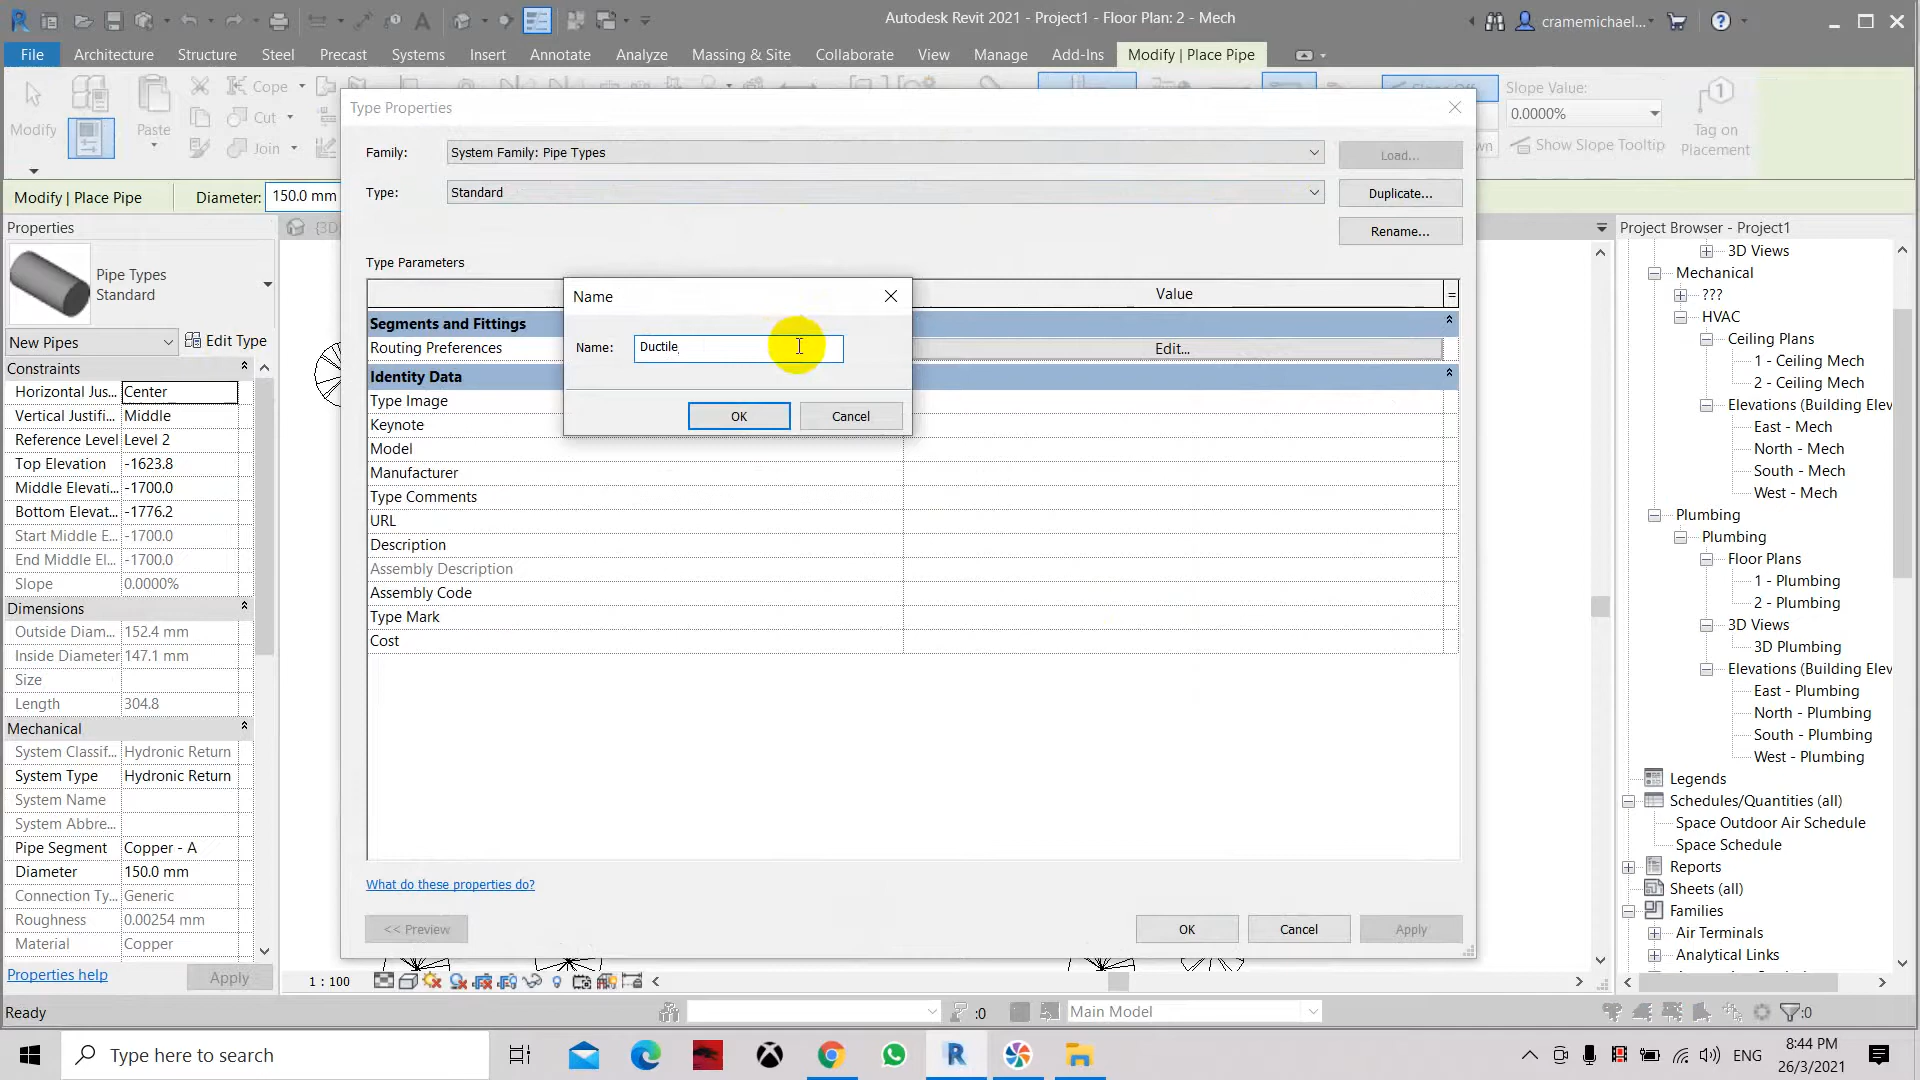 Autodesk Revit 2021 - Project1 - Floor Plan: 2 - Mech
cramemichael...
File Architecture Structure Steel Precast Systems Insert Annotate Analyze Massing & Site Collaborate View Manage Add-Ins Modify | Place Pipe
Modify
Paste
Cope
Cut
Join
Slope Value:
0.0000%
Show Slope Tooltip
Tag on
Placement
Modify | Place Pipe Diameter: 150.0 mm
Type Properties
Family: System Family: Pipe Types Load...
Type: Standard Duplicate...
Rename...
Type Parameters
Value =
Segments and Fittings
Routing Preferences Edit...
Identity Data
Type Image
Keynote
Model
Manufacturer
Type Comments
URL
Description
Assembly Description
Assembly Code
Type Mark
Cost
What do these properties do?
<< Preview OK Cancel Apply
Name
Name: Ductile
OK Cancel
Properties
Pipe Types
Standard
New Pipes Edit Type
Constraints
Horizontal Jus... Center
Vertical Justifi... Middle
Reference Level Level 2
Top Elevation -1623.8
Middle Elevati... -1700.0
Bottom Elevat... -1776.2
Start Middle E... -1700.0
End Middle El... -1700.0
Slope 0.0000%
Dimensions
Outside Diam... 152.4 mm
Inside Diameter 147.1 mm
Size
Length 304.8
Mechanical
System Classif... Hydronic Return
System Type Hydronic Return
System Name
System Abbre...
Pipe Segment Copper - A
Diameter 150.0 mm
Connection Ty... Generic
Roughness 0.00254 mm
Material Copper
Properties help Apply
Project Browser - Project1
3D Views
Mechanical
???
HVAC
Ceiling Plans
1 - Ceiling Mech
2 - Ceiling Mech
Elevations (Building Elev
East - Mech
North - Mech
South - Mech
West - Mech
Plumbing
Plumbing
Floor Plans
1 - Plumbing
2 - Plumbing
3D Views
3D Plumbing
Elevations (Building Elev
East - Plumbing
North - Plumbing
South - Plumbing
West - Plumbing
Legends
Schedules/Quantities (all)
Space Outdoor Air Schedule
Space Schedule
Reports
Sheets (all)
Families
Air Terminals
Analytical Links
1 : 100
Ready :0 Main Model :0
Type here to search
ENG
8:44 PM
26/3/2021